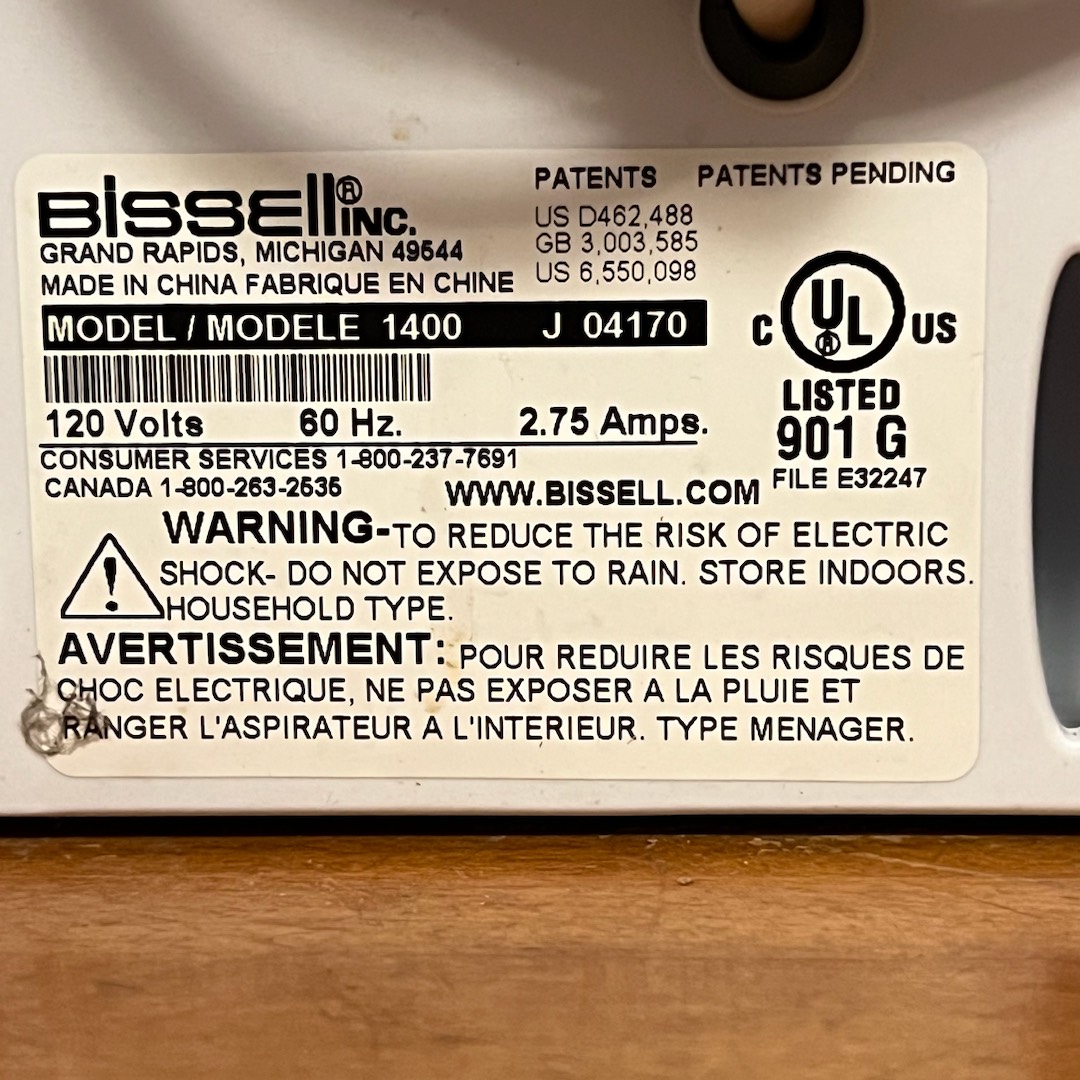 BISSELL® INC.
GRAND RAPIDS, MICHIGAN 49544
MADE IN CHINA FABRIQUE EN CHINE
PATENTS PATENTS PENDING
US D462,488
GB 3,003,585
US 6,550,098
MODEL / MODELE 1400 J 04170
120 Volts 60 Hz. 2.75 Amps.
C UL® US
LISTED
901 G
FILE E32247
CONSUMER SERVICES 1-800-237-7691
CANADA 1-800-263-2535
WWW.BISSELL.COM
WARNING-TO REDUCE THE RISK OF ELECTRIC
SHOCK- DO NOT EXPOSE TO RAIN. STORE INDOORS.
HOUSEHOLD TYPE.
AVERTISSEMENT: POUR REDUIRE LES RISQUES DE
CHOC ELECTRIQUE, NE PAS EXPOSER A LA PLUIE ET
RANGER L'ASPIRATEUR A L'INTERIEUR. TYPE MENAGER.